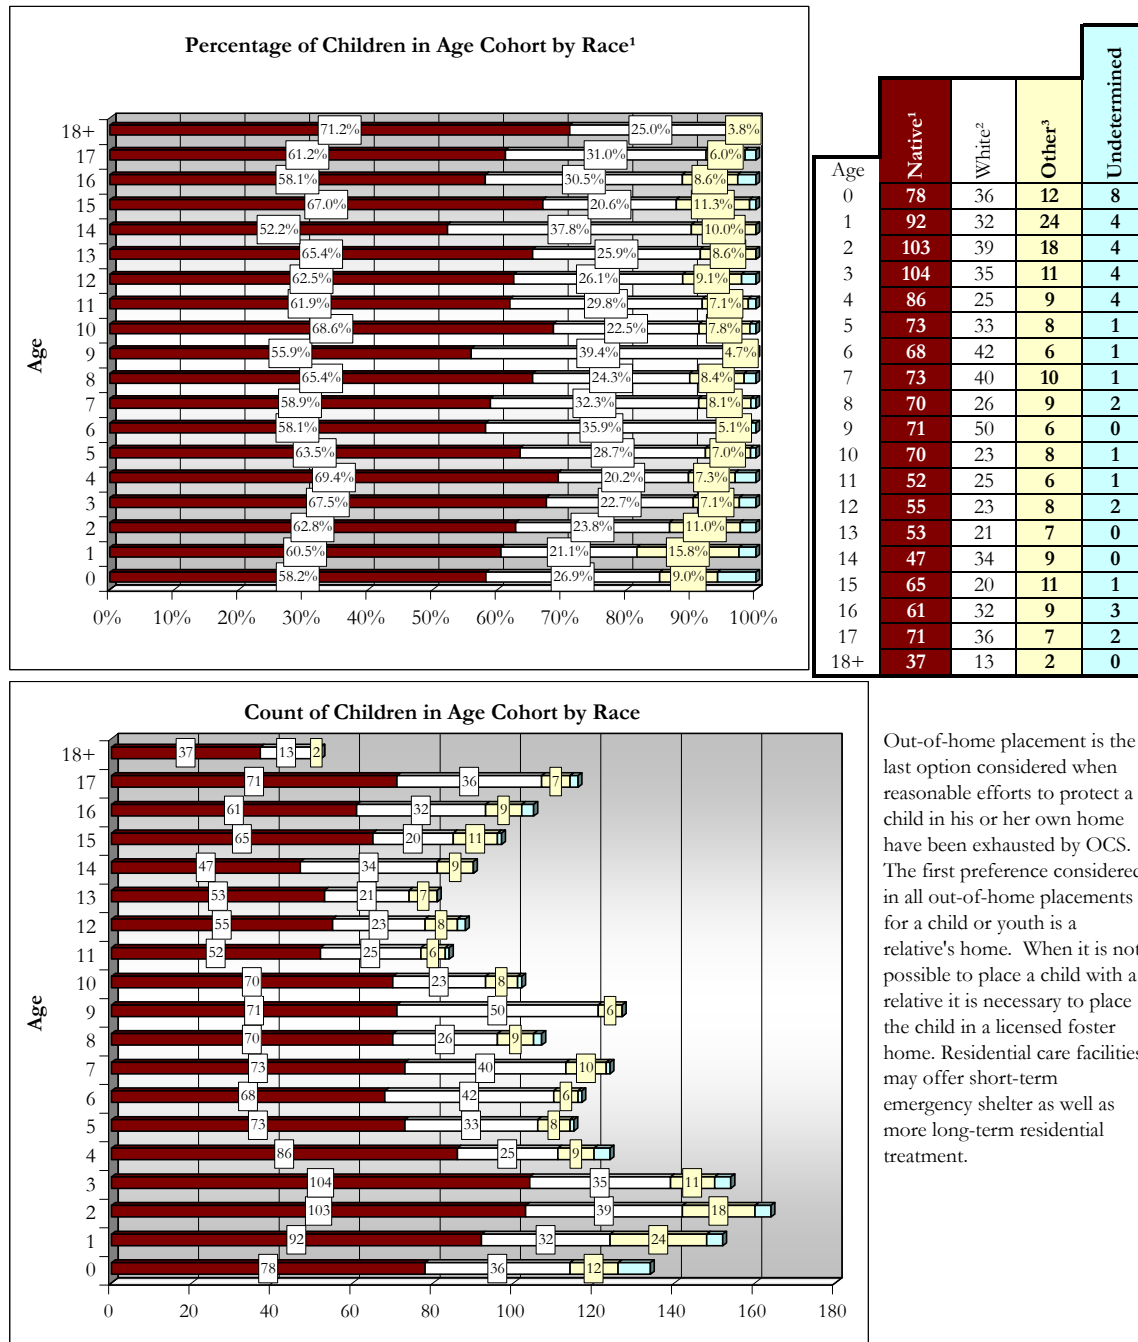 Percentage of Children in Age Cohort by Race¹
Age
18+ 71.2% 25.0% 3.8%
17 61.2% 31.0% 6.0%
16 58.1% 30.5% 8.6%
15 67.0% 20.6% 11.3%
14 52.2% 37.8% 10.0%
13 65.4% 25.9% 8.6%
12 62.5% 26.1% 9.1%
11 61.9% 29.8% 7.1%
10 68.6% 22.5% 7.8%
9 55.9% 39.4% 4.7%
8 65.4% 24.3% 8.4%
7 58.9% 32.3% 8.1%
6 58.1% 35.9% 5.1%
5 63.5% 28.7% 7.0%
4 69.4% 20.2% 7.3%
3 67.5% 22.7% 7.1%
2 62.8% 23.8% 11.0%
1 60.5% 21.1% 15.8%
0 58.2% 26.9% 9.0%
0% 10% 20% 30% 40% 50% 60% 70% 80% 90% 100%
Age Native¹ White² Other³ Undetermined
0 78 36 12 8
1 92 32 24 4
2 103 39 18 4
3 104 35 11 4
4 86 25 9 4
5 73 33 8 1
6 68 42 6 1
7 73 40 10 1
8 70 26 9 2
9 71 50 6 0
10 70 23 8 1
11 52 25 6 1
12 55 23 8 2
13 53 21 7 0
14 47 34 9 0
15 65 20 11 1
16 61 32 9 3
17 71 36 7 2
18+ 37 13 2 0
Count of Children in Age Cohort by Race
Age
18+ 37 13 2
17 71 36 7
16 61 32 9
15 65 20 11
14 47 34 9
13 53 21 7
12 55 23 8
11 52 25 6
10 70 23 8
9 71 50 6
8 70 26 9
7 73 40 10
6 68 42 6
5 73 33 8
4 86 25 9
3 104 35 11
2 103 39 18
1 92 32 24
0 78 36 12
0 20 40 60 80 100 120 140 160 180
Out-of-home placement is the
last option considered when
reasonable efforts to protect a
child in his or her own home
have been exhausted by OCS.
The first preference considered
in all out-of-home placements
for a child or youth is a
relative's home. When it is not
possible to place a child with a
relative it is necessary to place
the child in a licensed foster
home. Residential care facilities
may offer short-term
emergency shelter as well as
more long-term residential
treatment.